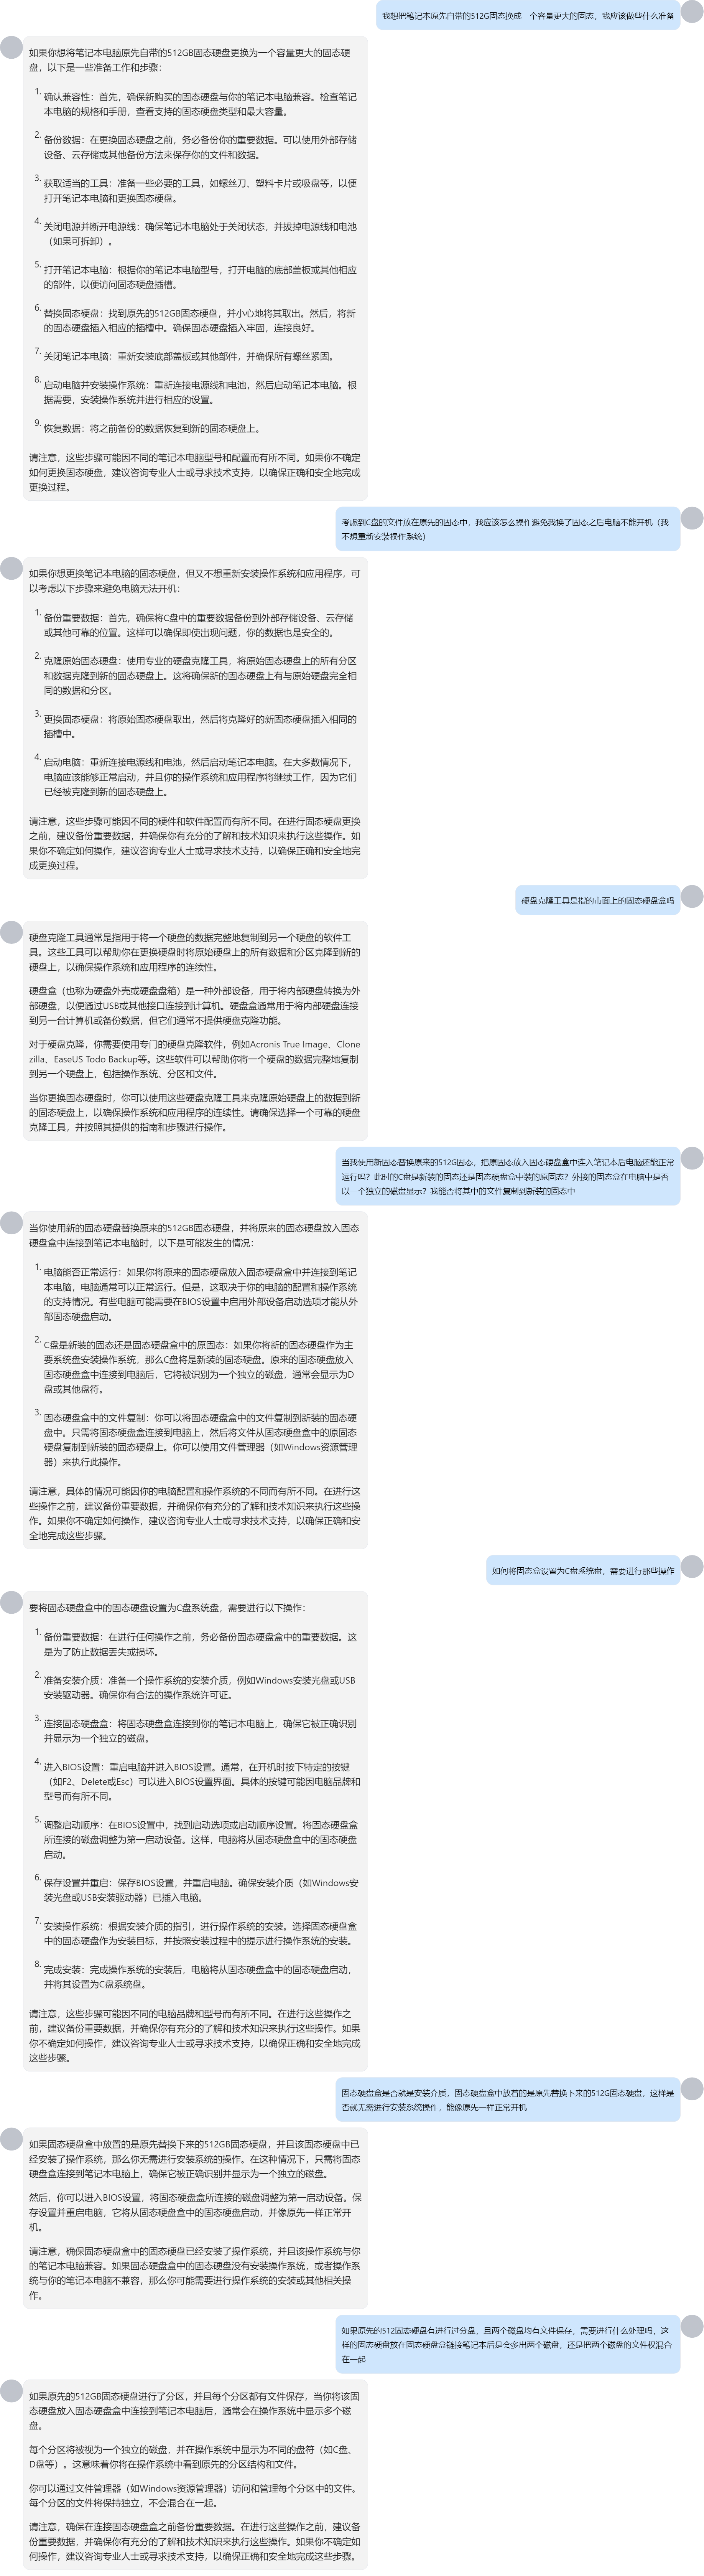 我想把笔记本原先自带的512G固态换成一个容量更大的固态，我应该做些什么准备
如果你想将笔记本电脑原先自带的512GB固态硬盘更换为一个容量更大的固态硬
盘，以下是一些准备工作和步骤：
1. 确认兼容性：首先，确保新购买的固态硬盘与你的笔记本电脑兼容。检查笔记
本电脑的规格和手册，查看支持的固态硬盘类型和最大容量。
2. 备份数据：在更换固态硬盘之前，务必备份你的重要数据。可以使用外部存储
设备、云存储或其他备份方法来保存你的文件和数据。
3. 获取适当的工具：准备一些必要的工具，如螺丝刀、塑料卡片或吸盘等，以便
打开笔记本电脑和更换固态硬盘。
4. 关闭电源并断开电源线：确保笔记本电脑处于关闭状态，并拔掉电源线和电池
（如果可拆卸）。
5. 打开笔记本电脑：根据你的笔记本电脑型号，打开电脑的底部盖板或其他相应
的部件，以便访问固态硬盘插槽。
6. 替换固态硬盘：找到原先的512GB固态硬盘，并小心地将其取出。然后，将新
的固态硬盘插入相应的插槽中。确保固态硬盘插入牢固，连接良好。
7. 关闭笔记本电脑：重新安装底部盖板或其他部件，并确保所有螺丝紧固。
8. 启动电脑并安装操作系统：重新连接电源线和电池，然后启动笔记本电脑。根
据需要，安装操作系统并进行相应的设置。
9. 恢复数据：将之前备份的数据恢复到新的固态硬盘上。
请注意，这些步骤可能因不同的笔记本电脑型号和配置而有所不同。如果你不确定
如何更换固态硬盘，建议咨询专业人士或寻求技术支持，以确保正确和安全地完成
更换过程。
考虑到C盘的文件放在原先的固态中，我应该怎么操作避免我换了固态之后电脑不能开机（我
不想重新安装操作系统）
如果你想更换笔记本电脑的固态硬盘，但又不想重新安装操作系统和应用程序，可
以考虑以下步骤来避免电脑无法开机：
1. 备份重要数据：首先，确保将C盘中的重要数据备份到外部存储设备、云存储
或其他可靠的位置。这样可以确保即使出现问题，你的数据也是安全的。
2. 克隆原始固态硬盘：使用专业的硬盘克隆工具，将原始固态硬盘上的所有分区
和数据克隆到新的固态硬盘上。这将确保新的固态硬盘上有与原始硬盘完全相
同的数据和分区。
3. 更换固态硬盘：将原始固态硬盘取出，然后将克隆好的新固态硬盘插入相同的
插槽中。
4. 启动电脑：重新连接电源线和电池，然后启动笔记本电脑。在大多数情况下，
电脑应该能够正常启动，并且你的操作系统和应用程序将继续工作，因为它们
已经被克隆到新的固态硬盘上。
请注意，这些步骤可能因不同的硬件和软件配置而有所不同。在进行固态硬盘更换
之前，建议备份重要数据，并确保你有充分的了解和技术知识来执行这些操作。如
果你不确定如何操作，建议咨询专业人士或寻求技术支持，以确保正确和安全地完
成更换过程。
硬盘克隆工具是指的市面上的固态硬盘盒吗
硬盘克隆工具通常是指用于将一个硬盘的数据完整地复制到另一个硬盘的软件工
具。这些工具可以帮助你在更换硬盘时将原始硬盘上的所有数据和分区克隆到新的
硬盘上，以确保操作系统和应用程序的连续性。
硬盘盒（也称为硬盘外壳或硬盘盘箱）是一种外部设备，用于将内部硬盘转换为外
部硬盘，以便通过USB或其他接口连接到计算机。硬盘盒通常用于将内部硬盘连接
到另一台计算机或备份数据，但它们通常不提供硬盘克隆功能。
对于硬盘克隆，你需要使用专门的硬盘克隆软件，例如Acronis True Image、Clone
zilla、EaseUS Todo Backup等。这些软件可以帮助你将一个硬盘的数据完整地复制
到另一个硬盘上，包括操作系统、分区和文件。
当你更换固态硬盘时，你可以使用这些硬盘克隆工具来克隆原始硬盘上的数据到新
的固态硬盘上，以确保操作系统和应用程序的连续性。请确保选择一个可靠的硬盘
克隆工具，并按照其提供的指南和步骤进行操作。
当我使用新固态替换原来的512G固态，把原固态放入固态硬盘盒中连入笔记本后电脑还能正常
运行吗？此时的C盘是新装的固态还是固态硬盘盒中装的原固态？外接的固态盒在电脑中是否
以一个独立的磁盘显示？我能否将其中的文件复制到新装的固态中
当你使用新的固态硬盘替换原来的512GB固态硬盘，并将原来的固态硬盘放入固态
硬盘盒中连接到笔记本电脑时，以下是可能发生的情况：
1. 电脑能否正常运行：如果你将原来的固态硬盘放入固态硬盘盒中并连接到笔记
本电脑，电脑通常可以正常运行。但是，这取决于你的电脑的配置和操作系统
的支持情况。有些电脑可能需要在BIOS设置中启用外部设备启动选项才能从外
部固态硬盘启动。
2. C盘是新装的固态还是固态硬盘盒中的原固态：如果你将新的固态硬盘作为主
要系统盘安装操作系统，那么C盘将是新装的固态硬盘。原来的固态硬盘放入
固态硬盘盒中连接到电脑后，它将被识别为一个独立的磁盘，通常会显示为D
盘或其他盘符。
3. 固态硬盘盒中的文件复制：你可以将固态硬盘盒中的文件复制到新装的固态硬
盘中。只需将固态硬盘盒连接到电脑上，然后将文件从固态硬盘盒中的原固态
硬盘复制到新装的固态硬盘上。你可以使用文件管理器（如Windows资源管理
器）来执行此操作。
请注意，具体的情况可能因你的电脑配置和操作系统的不同而有所不同。在进行这
些操作之前，建议备份重要数据，并确保你有充分的了解和技术知识来执行这些操
作。如果你不确定如何操作，建议咨询专业人士或寻求技术支持，以确保正确和安
全地完成这些步骤。
如何将固态盒设置为C盘系统盘，需要进行那些操作
要将固态硬盘盒中的固态硬盘设置为C盘系统盘，需要进行以下操作：
1. 备份重要数据：在进行任何操作之前，务必备份固态硬盘盒中的重要数据。这
是为了防止数据丢失或损坏。
2. 准备安装介质：准备一个操作系统的安装介质，例如Windows安装光盘或USB
安装驱动器。确保你有合法的操作系统许可证。
3. 连接固态硬盘盒：将固态硬盘盒连接到你的笔记本电脑上，确保它被正确识别
并显示为一个独立的磁盘。
4. 进入BIOS设置：重启电脑并进入BIOS设置。通常，在开机时按下特定的按键
（如F2、Delete或Esc）可以进入BIOS设置界面。具体的按键可能因电脑品牌和
型号而有所不同。
5. 调整启动顺序：在BIOS设置中，找到启动选项或启动顺序设置。将固态硬盘盒
所连接的磁盘调整为第一启动设备。这样，电脑将从固态硬盘盒中的固态硬盘
启动。
6. 保存设置并重启：保存BIOS设置，并重启电脑。确保安装介质（如Windows安
装光盘或USB安装驱动器）已插入电脑。
7. 安装操作系统：根据安装介质的指引，进行操作系统的安装。选择固态硬盘盒
中的固态硬盘作为安装目标，并按照安装过程中的提示进行操作系统的安装。
8. 完成安装：完成操作系统的安装后，电脑将从固态硬盘盒中的固态硬盘启动，
并将其设置为C盘系统盘。
请注意，这些步骤可能因不同的电脑品牌和型号而有所不同。在进行这些操作之
前，建议备份重要数据，并确保你有充分的了解和技术知识来执行这些操作。如果
你不确定如何操作，建议咨询专业人士或寻求技术支持，以确保正确和安全地完成
这些步骤。
固态硬盘盒是否就是安装介质，固态硬盘盒中放着的是原先替换下来的512G固态硬盘，这样是
否就无需进行安装系统操作，能像原先一样正常开机
如果固态硬盘盒中放置的是原先替换下来的512GB固态硬盘，并且该固态硬盘中已
经安装了操作系统，那么你无需进行安装系统的操作。在这种情况下，只需将固态
硬盘盒连接到笔记本电脑上，确保它被正确识别并显示为一个独立的磁盘。
然后，你可以进入BIOS设置，将固态硬盘盒所连接的磁盘调整为第一启动设备。保
存设置并重启电脑，它将从固态硬盘盒中的固态硬盘启动，并像原先一样正常开
机。
请注意，确保固态硬盘盒中的固态硬盘已经安装了操作系统，并且该操作系统与你
的笔记本电脑兼容。如果固态硬盘盒中的固态硬盘没有安装操作系统，或者操作系
统与你的笔记本电脑不兼容，那么你可能需要进行操作系统的安装或其他相关操
作。
如果原先的512固态硬盘有进行过分盘，且两个磁盘均有文件保存，需要进行什么处理吗，这
样的固态硬盘放在固态硬盘盒链接笔记本后是会多出两个磁盘，还是把两个磁盘的文件权混合
在一起
如果原先的512GB固态硬盘进行了分区，并且每个分区都有文件保存，当你将该固
态硬盘放入固态硬盘盒中连接到笔记本电脑后，通常会在操作系统中显示多个磁
盘。
每个分区将被视为一个独立的磁盘，并在操作系统中显示为不同的盘符（如C盘、
D盘等）。这意味着你将在操作系统中看到原先的分区结构和文件。
你可以通过文件管理器（如Windows资源管理器）访问和管理每个分区中的文件。
每个分区的文件将保持独立，不会混合在一起。
请注意，确保在连接固态硬盘盒之前备份重要数据。在进行这些操作之前，建议备
份重要数据，并确保你有充分的了解和技术知识来执行这些操作。如果你不确定如
何操作，建议咨询专业人士或寻求技术支持，以确保正确和安全地完成这些步骤。